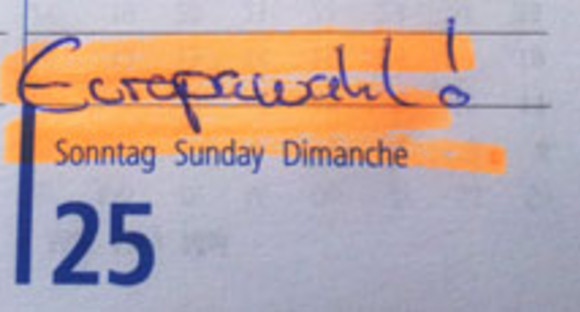 Europawahl!
Sonntag Sunday Dimanche
25